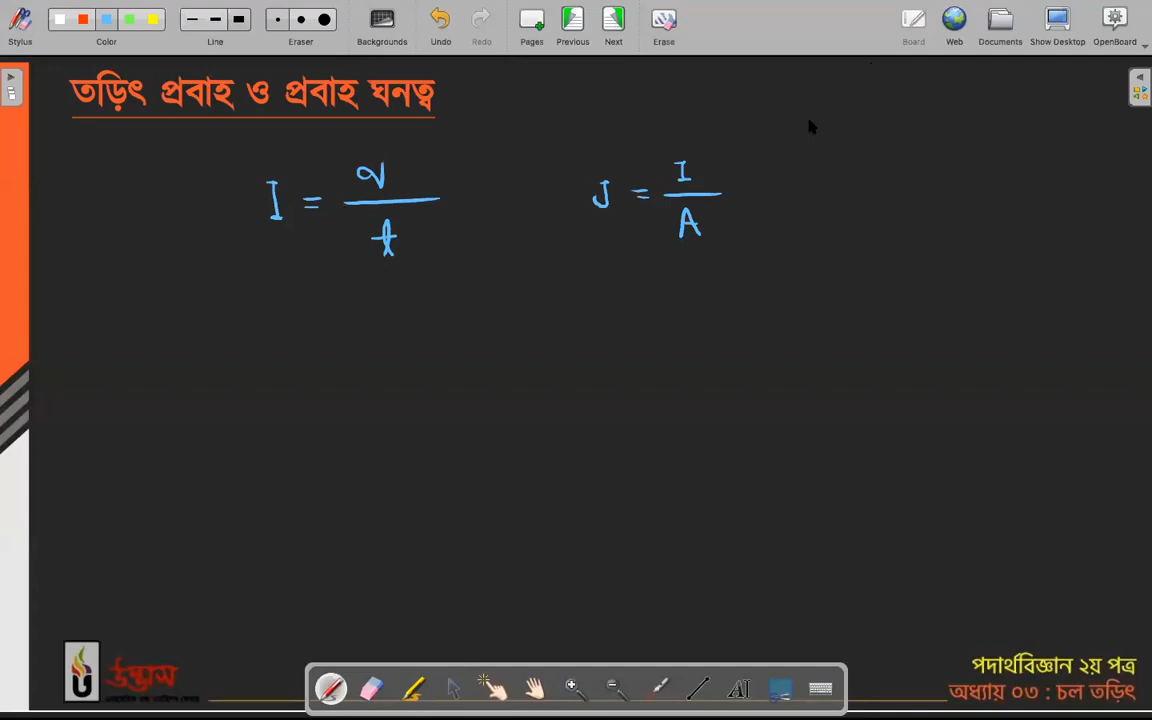 Stylus Color Line Eraser Backgrounds Undo Redo Pages Previous Next Erase Board Web Documents Show Desktop OpenBoard
তড়িৎ প্রবাহ ও প্রবাহ ঘনত্ব
I = q / t
J = I / A
উদ্ভাস
পদার্থবিজ্ঞান ২য় পত্র
অধ্যায় ০৩ : চল তড়িৎ